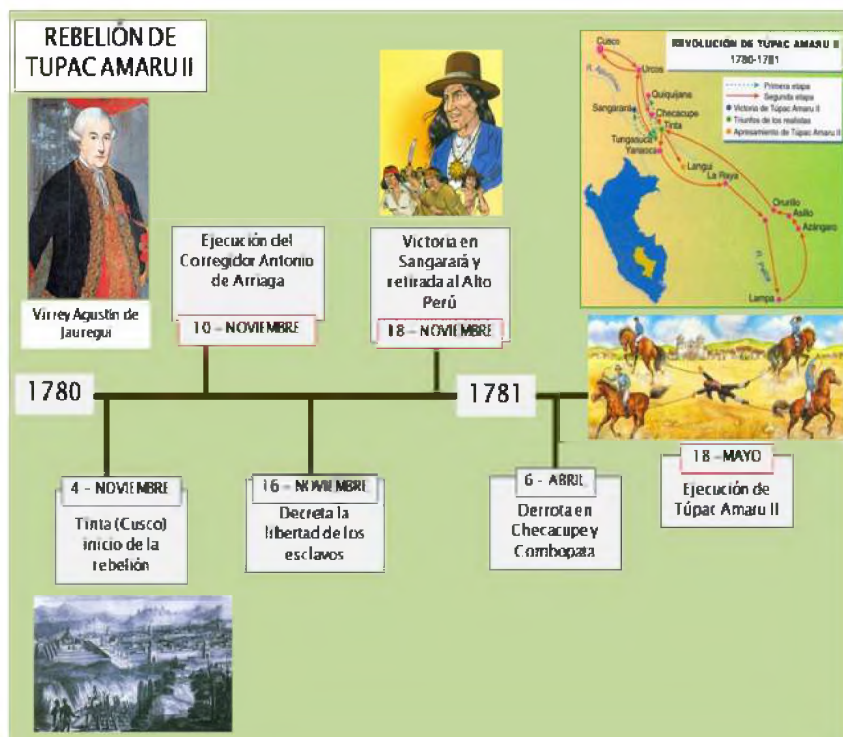 REBELIÓN DE
TUPAC AMARU II
Virrey Agustín de
Jauregui
Ejecución del
Corregidor Antonio
de Arriaga
10 - NOVIEMBRE
Victoria en
Sangarará y
retirada al Alto
Perú
18 - NOVIEMBRE
REVOLUCIÓN DE TÚPAC AMARU II
1780-1781
Primera etapa
Segunda etapa
Victoria de Túpac Amaru II
Triunfos de los realistas
Apresamiento de Túpac Amaru II
Cusco
Urcos
Quiquijana
Sangarará
Checacupe
Tinta
Tungasuca
Yanaoca
Langui
La Raya
Orurillo
Asillo
Azángaro
Lampa
1780
1781
4 - NOVIEMBRE
Tinta (Cusco)
inicio de la
rebelión
16 - NOVIEMBRE
Decreta la
libertad de los
esclavos
6 - ABRIL
Derrota en
Checacupe y
Combopata
18 - MAYO
Ejecución de
Túpac Amaru II